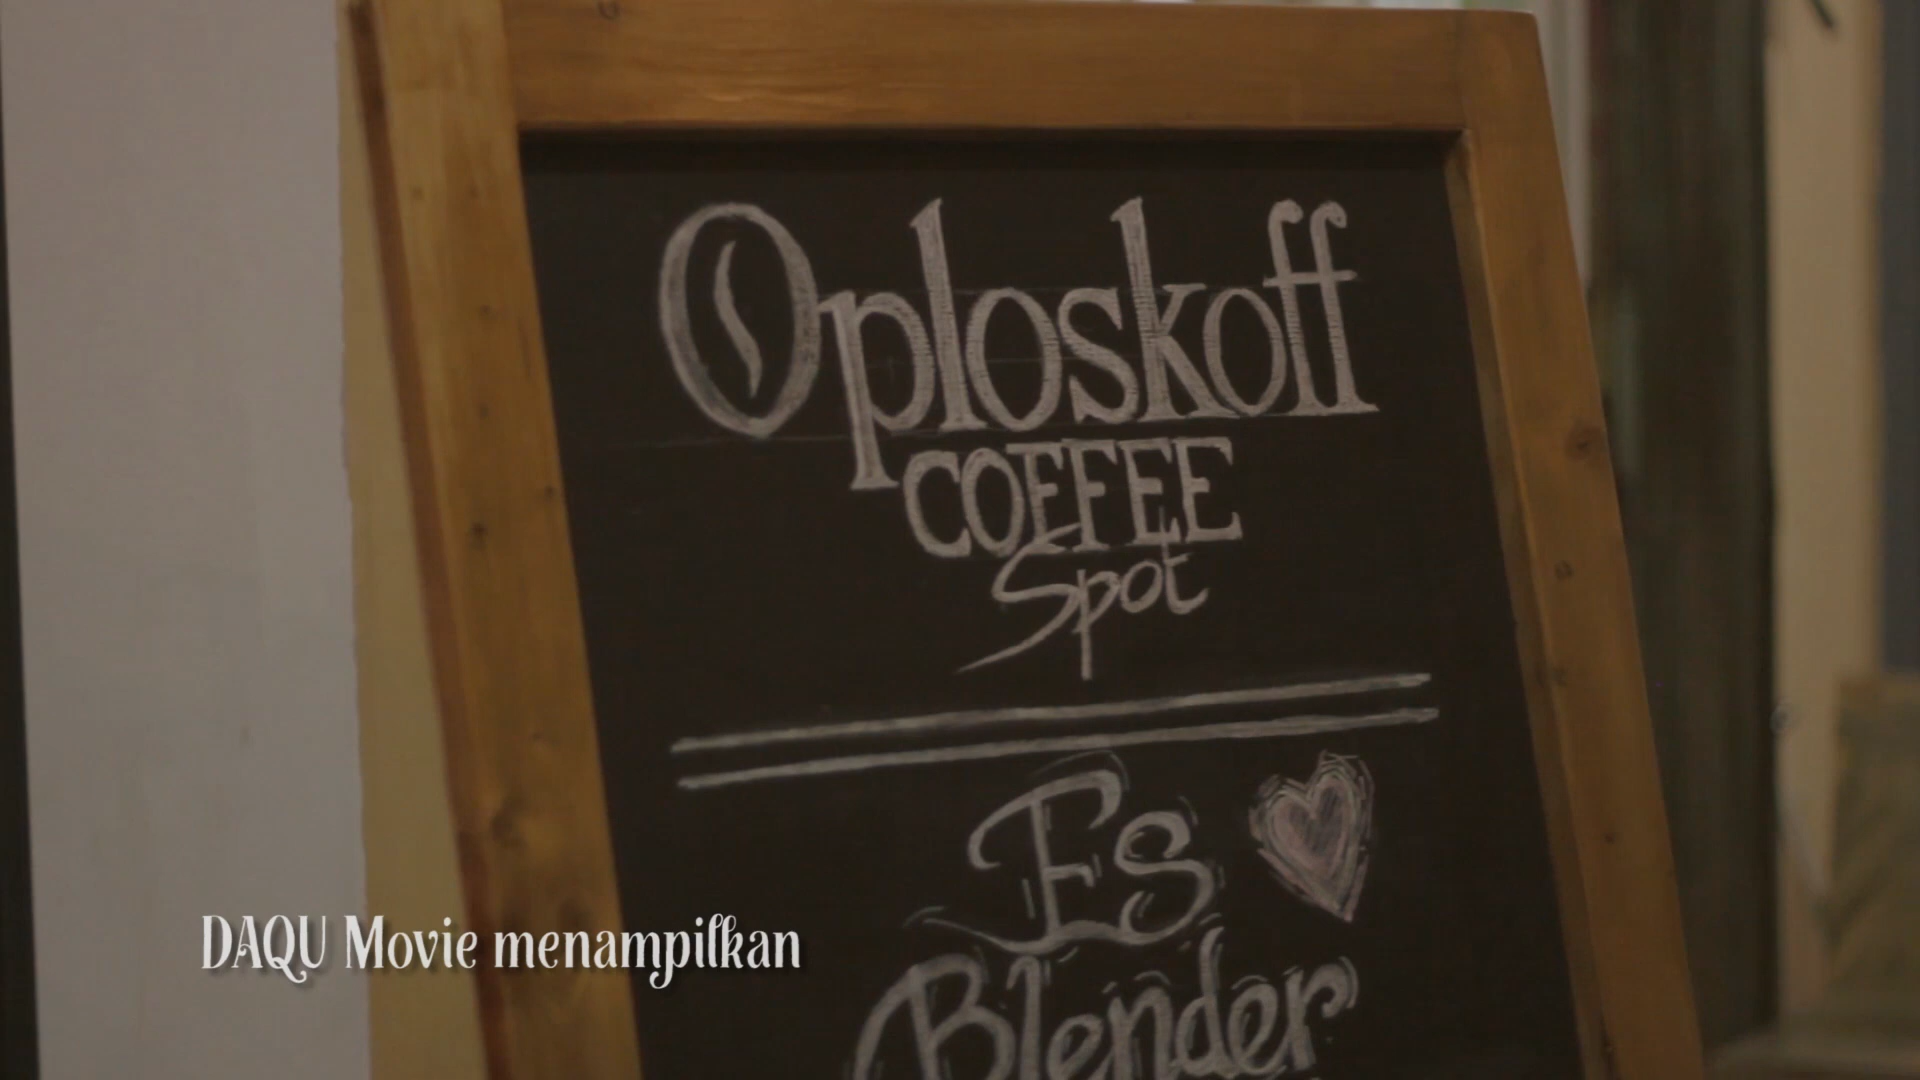 Oploskoff
COFFEE
Spot
Es
Blender
DAQU Movie menampilkan